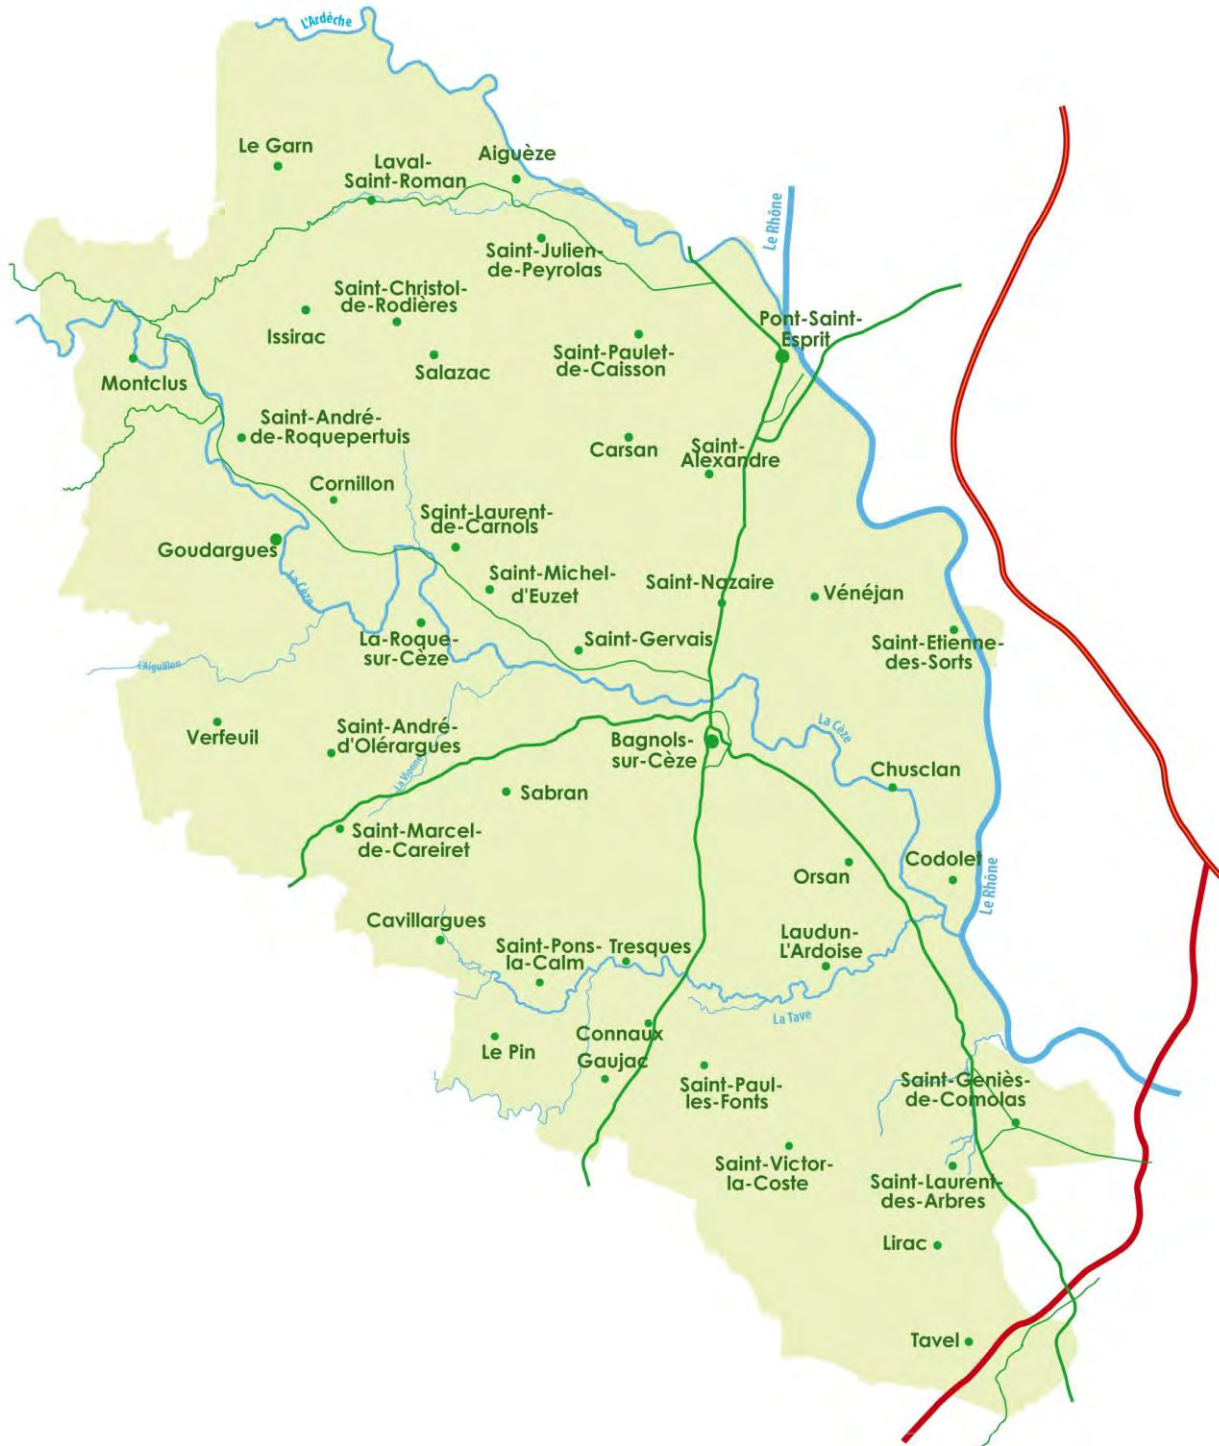 L'Ardèche
Le Garn
Laval-
Saint-Roman
Aiguèze
Le Rhône
Saint-Julien-
de-Peyrolas
Saint-Christol-
de-Rodières
Issirac
Pont-Saint-
Esprit
Saint-Paulet-
de-Caisson
Salazac
Montclus
Saint-André-
de-Roquepertuis
Carsan
Saint-
Alexandre
Cornillon
Saint-Laurent-
de-Carnols
Goudargues
La Cèze
Saint-Michel-
d'Euzet
Saint-Nazaire
Vénéjan
La-Roque-
sur-Cèze
Saint-Gervais
Saint-Etienne-
des-Sorts
L'Aiguillon
Verfeuil
Saint-André-
d'Olérargues
La Vionne
Bagnols-
sur-Cèze
La Cèze
Chusclan
Sabran
Saint-Marcel-
de-Careiret
Orsan
Codolet
Le Rhône
Cavillargues
Saint-Pons-
la-Calm
Tresques
Laudun-
L'Ardoise
La Tave
Connaux
Le Pin
Gaujac
Saint-Paul-
les-Fonts
Saint-Geniès-
de-Comolas
Saint-Victor-
la-Coste
Saint-Laurent-
des-Arbres
Lirac
Tavel